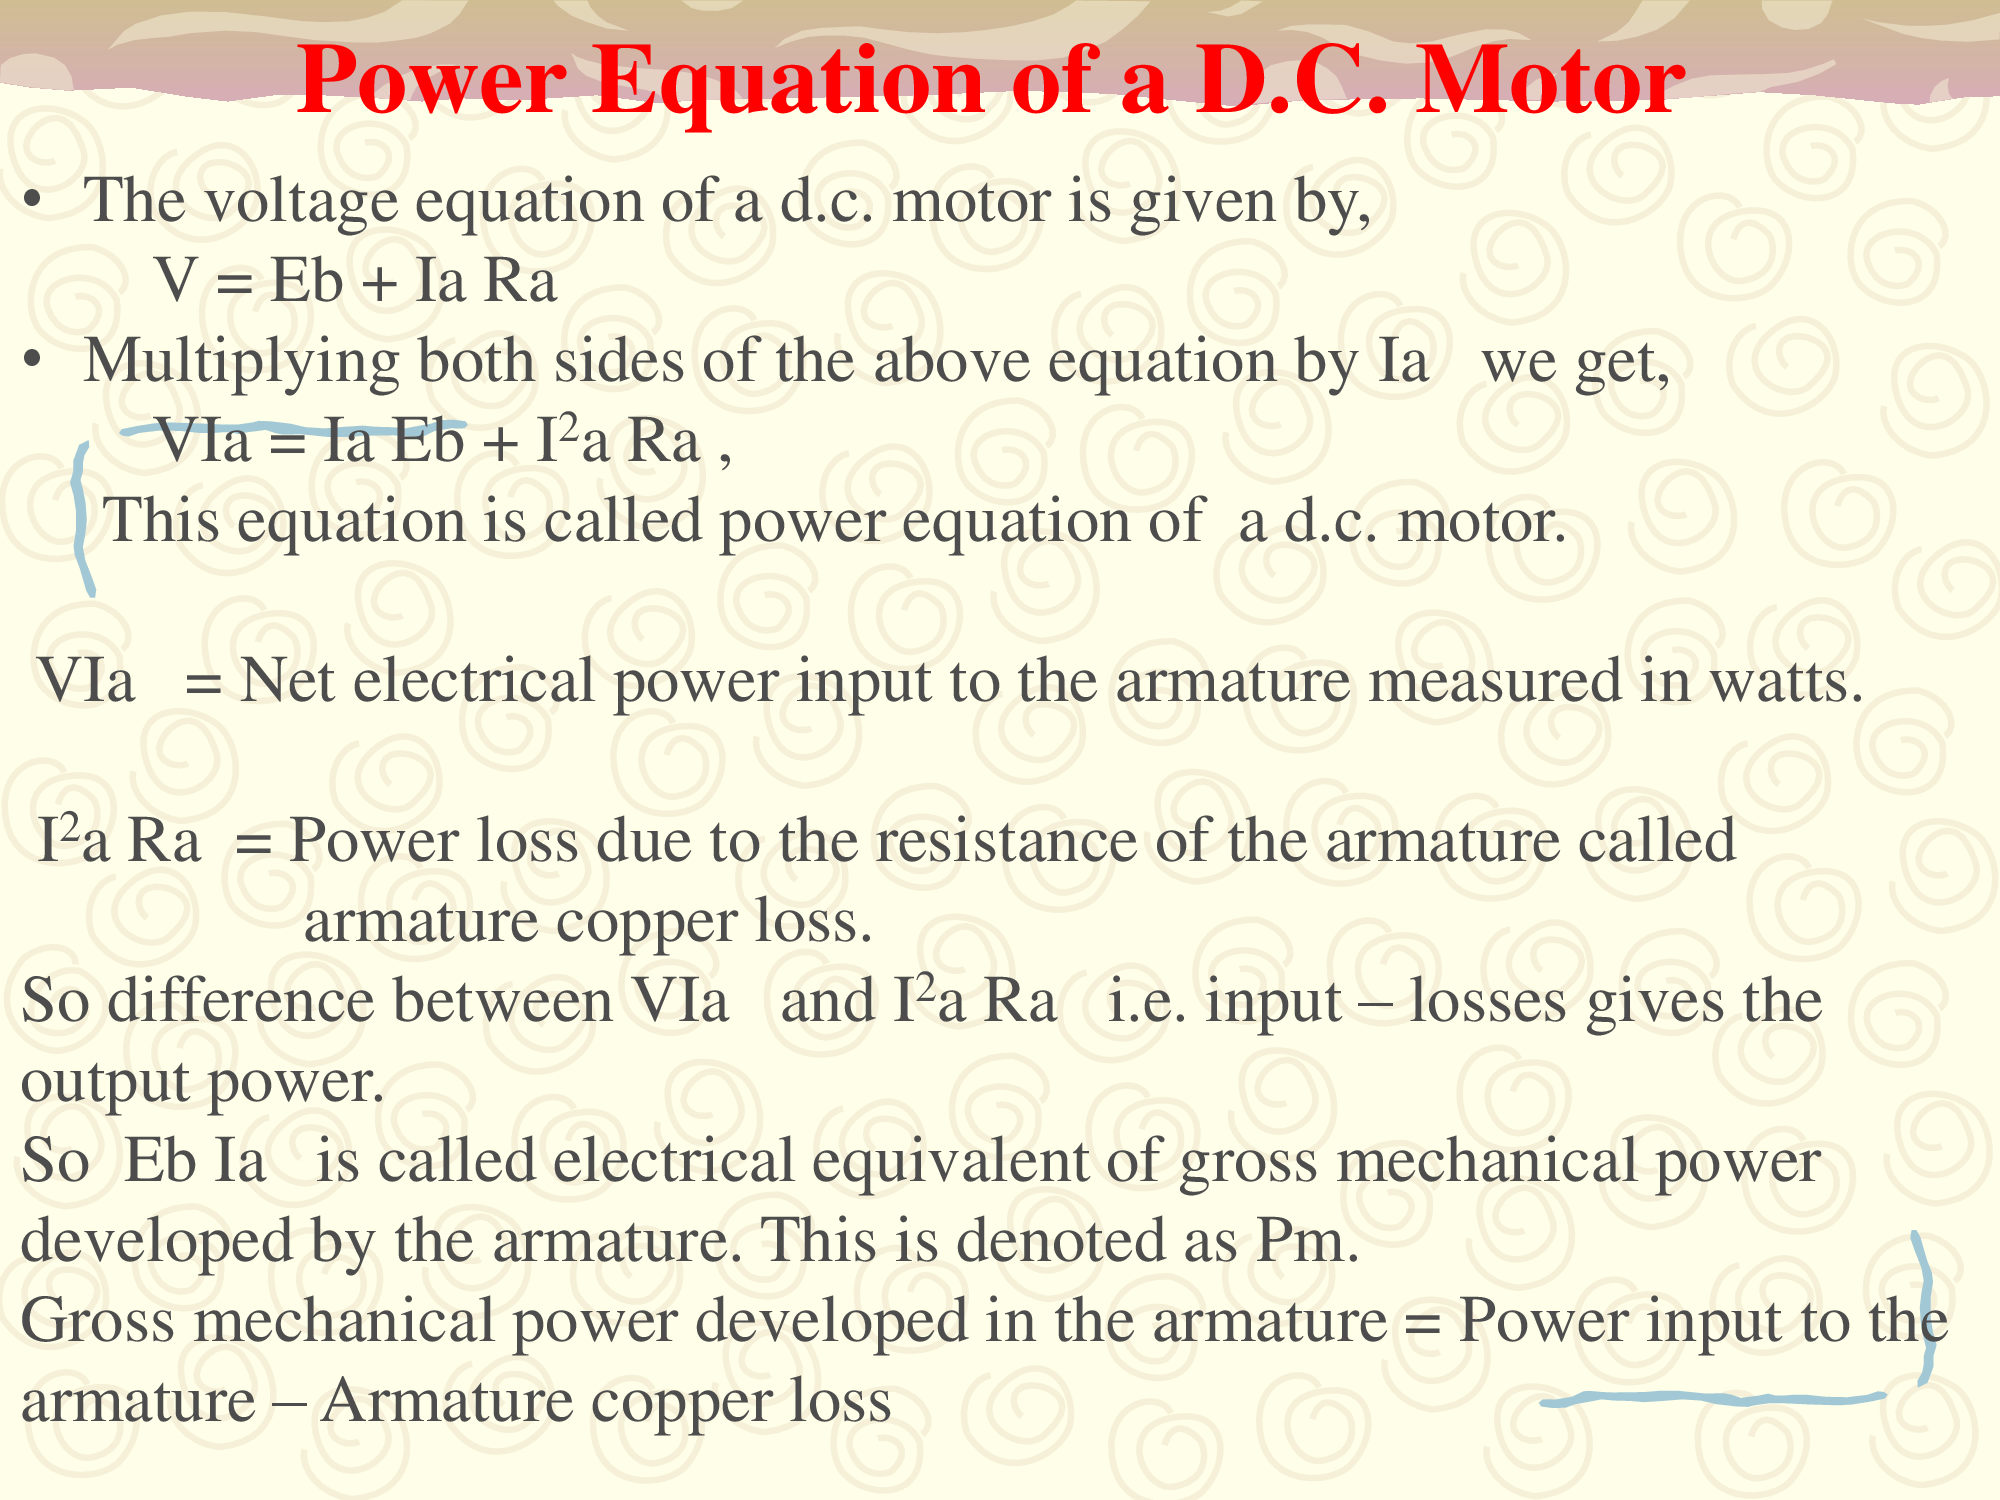 Power Equation of a D.C. Motor
• The voltage equation of a d.c. motor is given by,
V = Eb + Ia Ra
• Multiplying both sides of the above equation by Ia we get,
VIa = Ia Eb + I²a Ra ,
This equation is called power equation of a d.c. motor.
VIa = Net electrical power input to the armature measured in watts.
I²a Ra = Power loss due to the resistance of the armature called
armature copper loss.
So difference between VIa and I²a Ra i.e. input – losses gives the
output power.
So Eb Ia is called electrical equivalent of gross mechanical power
developed by the armature. This is denoted as Pm.
Gross mechanical power developed in the armature = Power input to the
armature – Armature copper loss